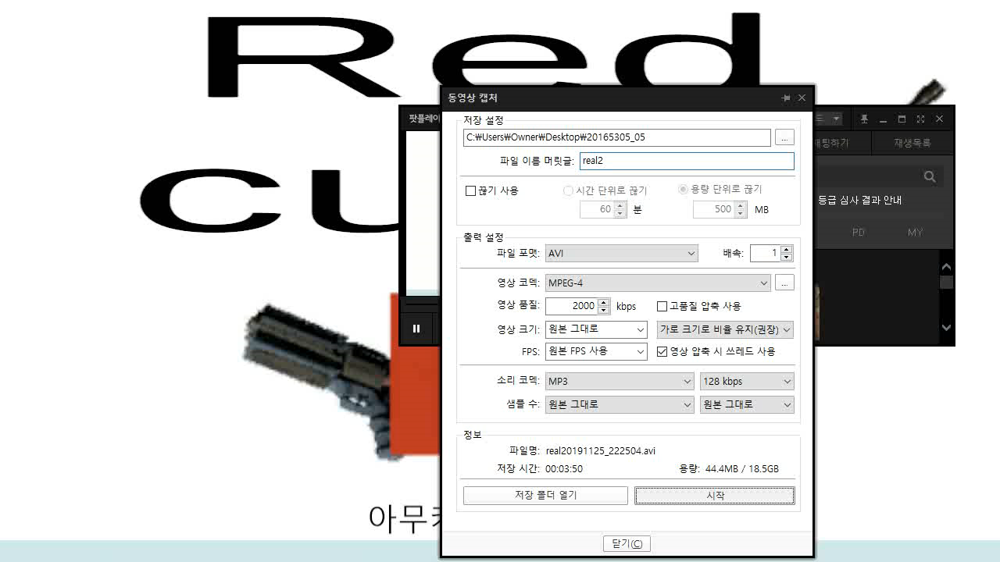 Red
동영상 캡처
팟플레이
저장 설정
C:₩Users₩Owner₩Desktop₩20165305_05
...
채팅하기
재생목록
파일 이름 머릿글:
real2
cu
끊기 사용
시간 단위로 끊기
용량 단위로 끊기
등급 심사 결과 안내
60
분
500
MB
PD
MY
출력 설정
파일 포맷:
AVI
배속:
1
영상 코덱:
MPEG-4
...
영상 품질:
2000
kbps
고품질 압축 사용
영상 크기:
원본 그대로
가로 크기로 비율 유지(권장)
FPS:
원본 FPS 사용
영상 압축 시 쓰레드 사용
소리 코덱:
MP3
128 kbps
샘플 수:
원본 그대로
원본 그대로
정보
파일명:
real20191125_222504.avi
저장 시간:
00:03:50
용량:
44.4MB / 18.5GB
저장 폴더 열기
시작
아무
닫기(C)